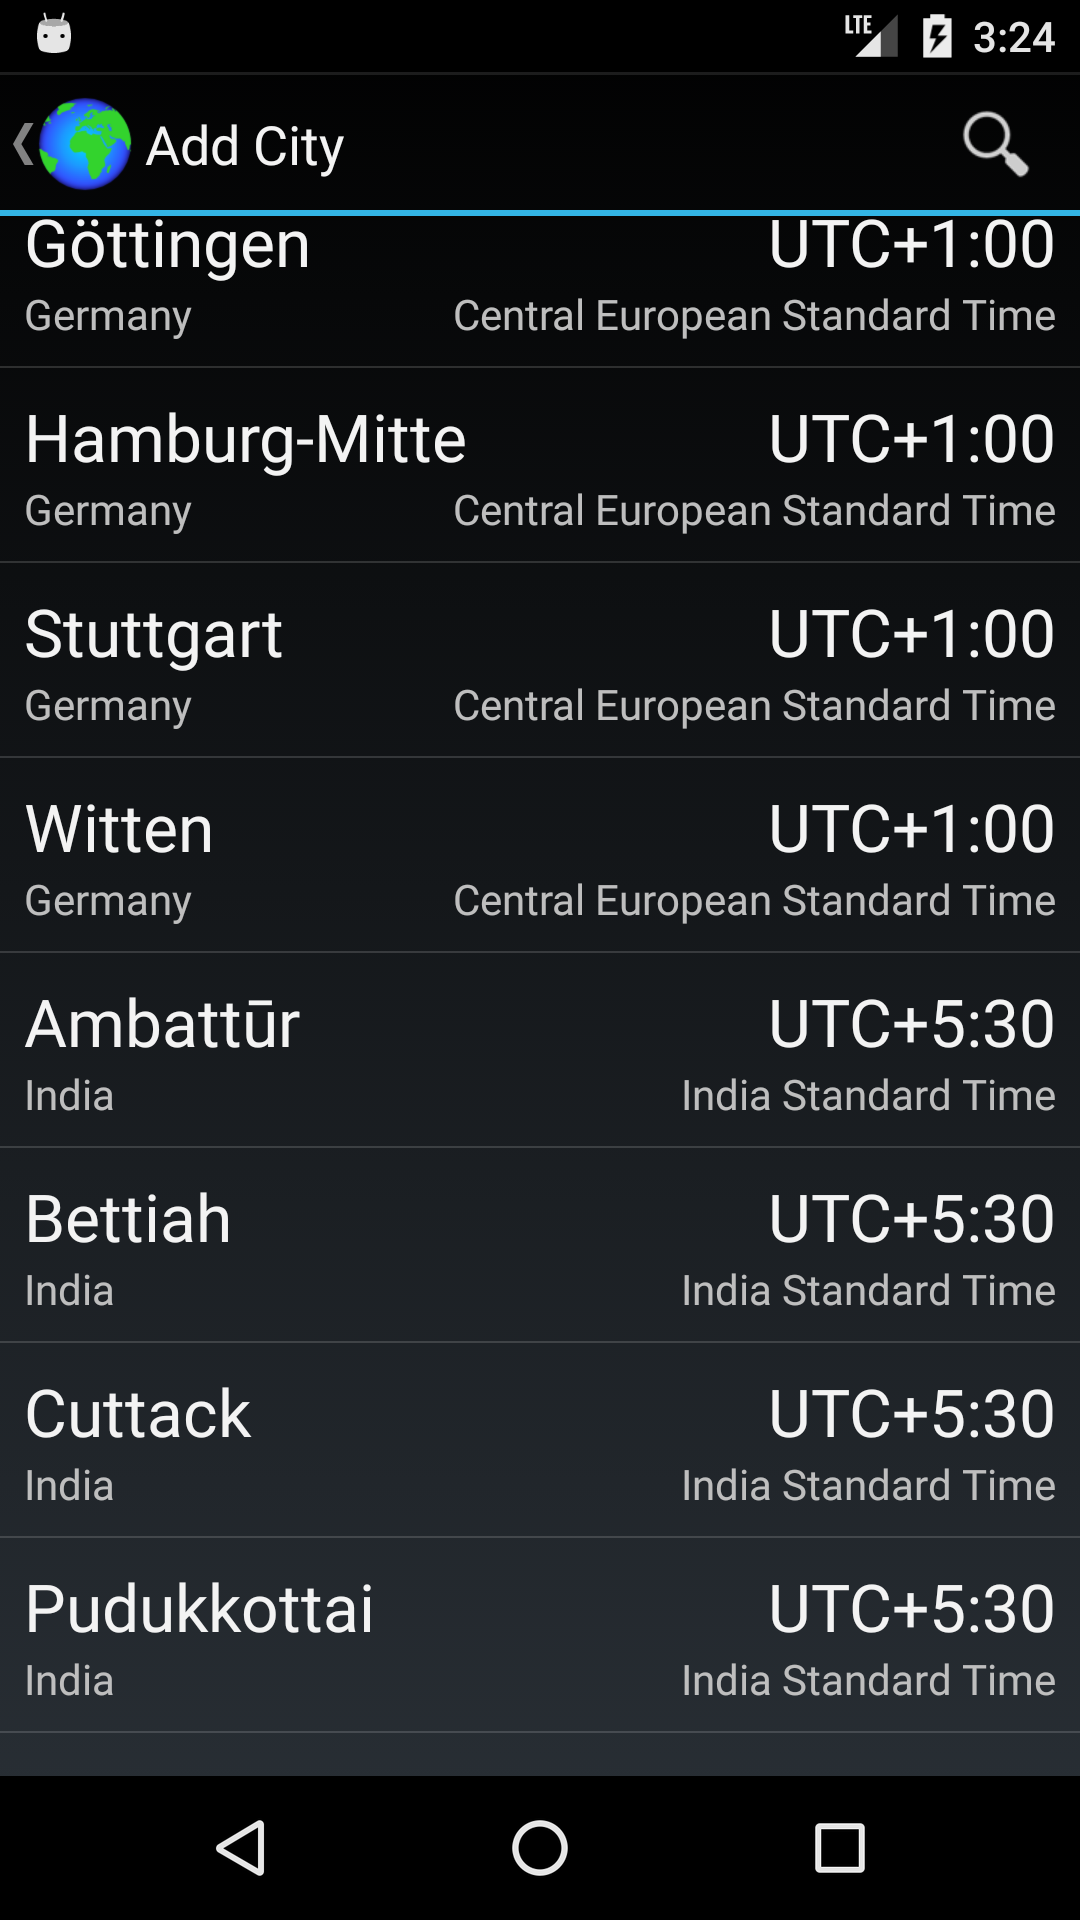 LTE 3:24
Add City
Göttingen UTC+1:00
Germany Central European Standard Time
Hamburg-Mitte UTC+1:00
Germany Central European Standard Time
Stuttgart UTC+1:00
Germany Central European Standard Time
Witten UTC+1:00
Germany Central European Standard Time
Ambattūr UTC+5:30
India India Standard Time
Bettiah UTC+5:30
India India Standard Time
Cuttack UTC+5:30
India India Standard Time
Pudukkottai UTC+5:30
India India Standard Time